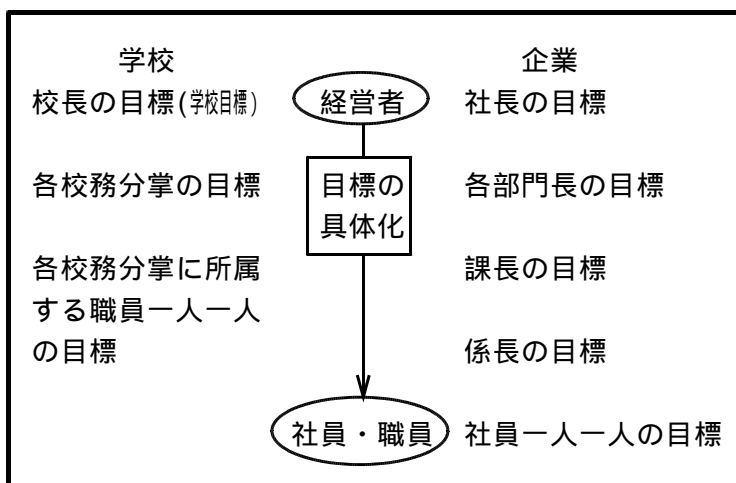 学校
企業
校長の目標(学校目標)
経営者
社長の目標
各校務分掌の目標
目標の
具体化
各部門長の目標
各校務分掌に所属
する職員一人一人
の目標
課長の目標
係長の目標
社員・職員
社員一人一人の目標